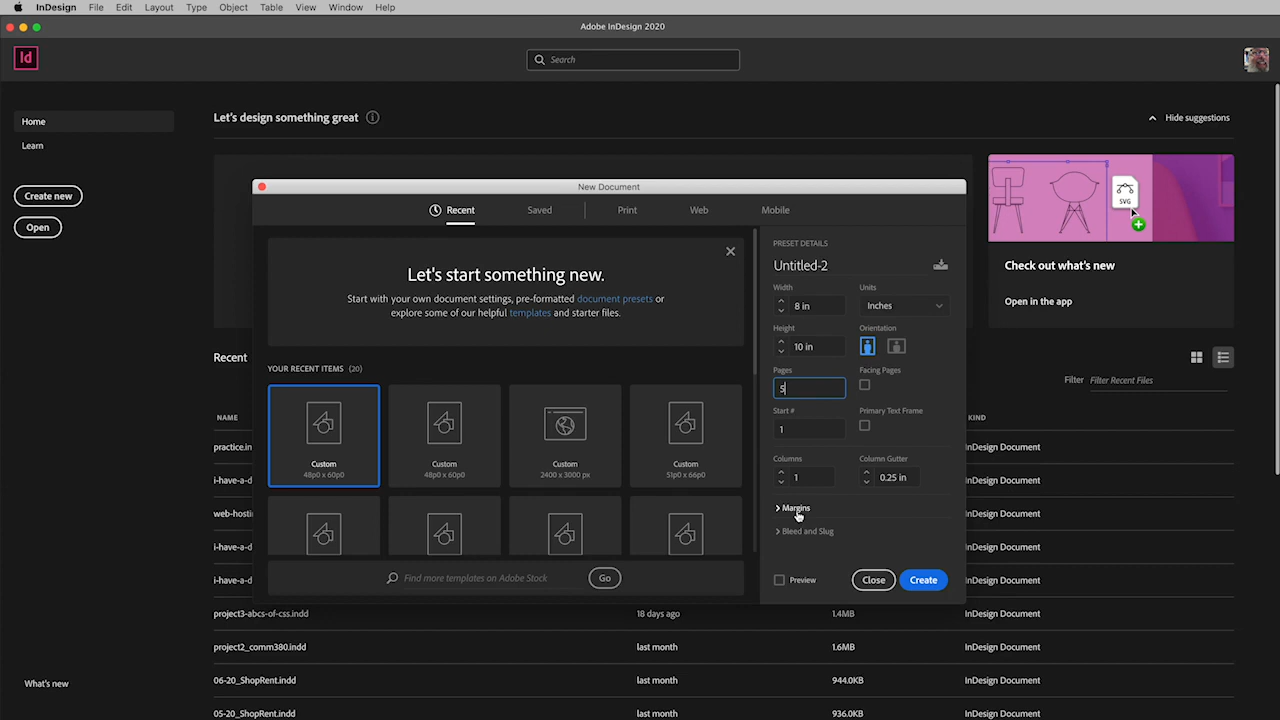 InDesign File Edit Layout Type Object Table View Window Help
Adobe InDesign 2020
Id
Search
Home
Learn
Create new
Open
Let's design something great
Hide suggestions
SVG
Check out what's new
Open in the app
New Document
Recent Saved Print Web Mobile
Let's start something new.
Start with your own document settings, pre-formatted document presets or
explore some of our helpful templates and starter files.
YOUR RECENT ITEMS (20)
Custom
48p0 x 60p0
Custom
48p0 x 60p0
Custom
2400 x 3000 px
Custom
51p0 x 66p0
Find more templates on Adobe Stock
Go
PRESET DETAILS
Untitled-2
Width Units
8 in Inches
Height Orientation
10 in
Pages Facing Pages
5
Start # Primary Text Frame
1
Columns Column Gutter
1 0.25 in
Margins
Bleed and Slug
Preview Close Create
Recent
Filter Filter Recent Files
NAME KIND
practice.in InDesign Document
i-have-a-d InDesign Document
web-hosti InDesign Document
i-have-a-d InDesign Document
i-have-a-d InDesign Document
project3-abcs-of-css.indd 18 days ago 1.4MB InDesign Document
project2_comm380.indd last month 1.6MB InDesign Document
06-20_ShopRent.indd last month 944.0KB InDesign Document
05-20_ShopRent.indd last month 936.0KB InDesign Document
What's new